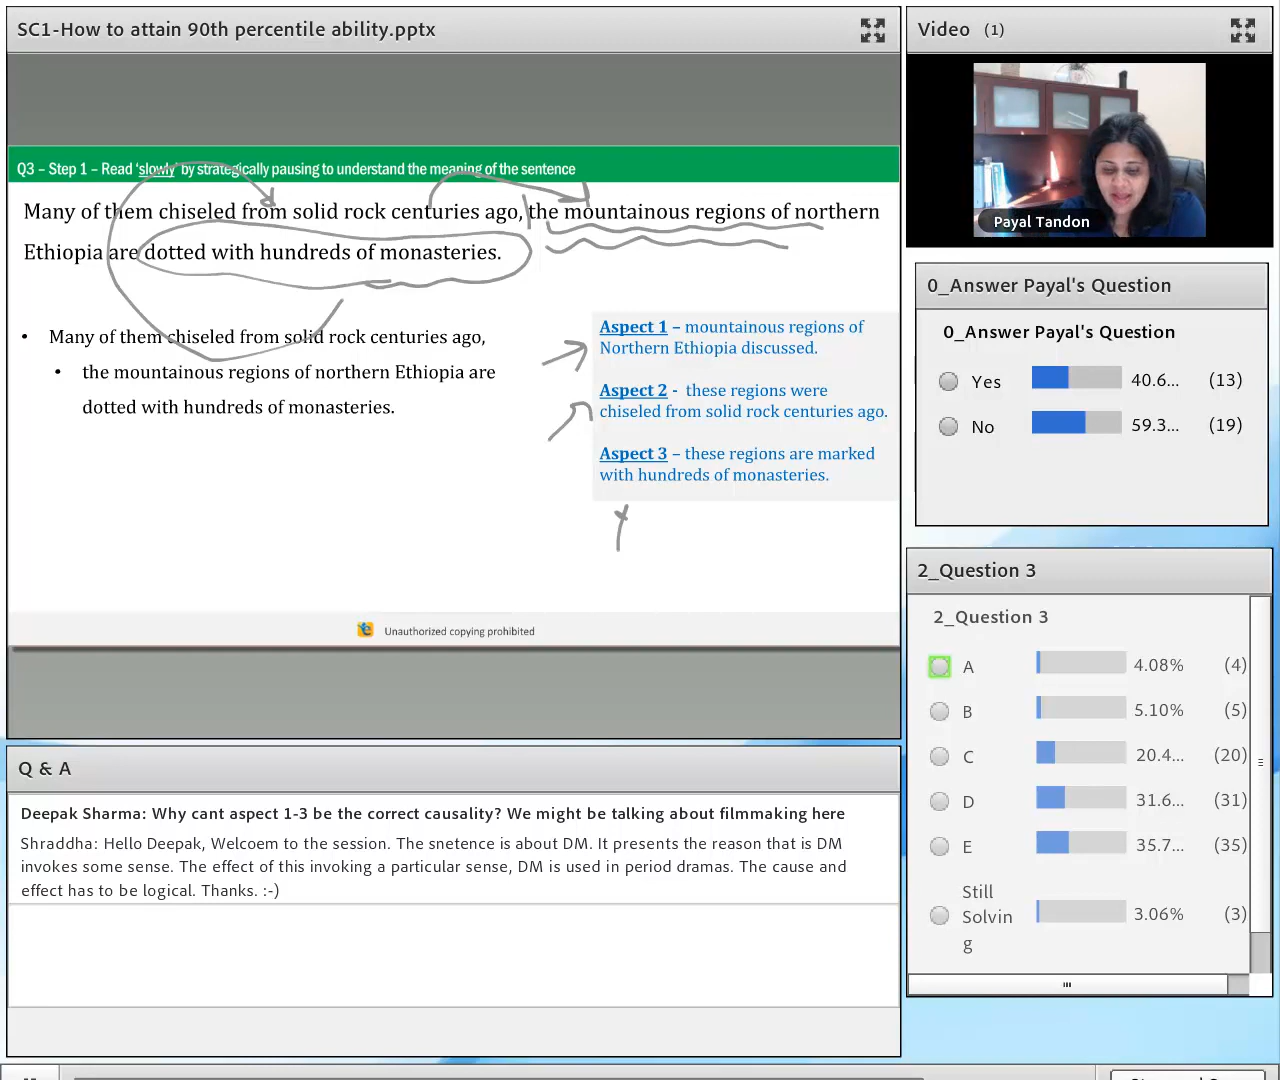 SC1-How to attain 90th percentile ability.pptx
Q3 – Step 1 – Read 'slowly' by strategically pausing to understand the meaning of the sentence
Many of them chiseled from solid rock centuries ago, the mountainous regions of northern
Ethiopia are dotted with hundreds of monasteries.
• Many of them chiseled from solid rock centuries ago,
• the mountainous regions of northern Ethiopia are
dotted with hundreds of monasteries.
Aspect 1 – mountainous regions of
Northern Ethiopia discussed.
Aspect 2 - these regions were
chiseled from solid rock centuries ago.
Aspect 3 – these regions are marked
with hundreds of monasteries.
Unauthorized copying prohibited
Q & A
Deepak Sharma: Why cant aspect 1-3 be the correct causality? We might be talking about filmmaking here
Shraddha: Hello Deepak, Welcoem to the session. The snetence is about DM. It presents the reason that is DM
invokes some sense. The effect of this invoking a particular sense, DM is used in period dramas. The cause and
effect has to be logical. Thanks. :-)
Video (1)
Payal Tandon
0_Answer Payal's Question
0_Answer Payal's Question
Yes 40.6... (13)
No 59.3... (19)
2_Question 3
2_Question 3
A 4.08% (4)
B 5.10% (5)
C 20.4... (20)
D 31.6... (31)
E 35.7... (35)
Still
Solvin
g 3.06% (3)